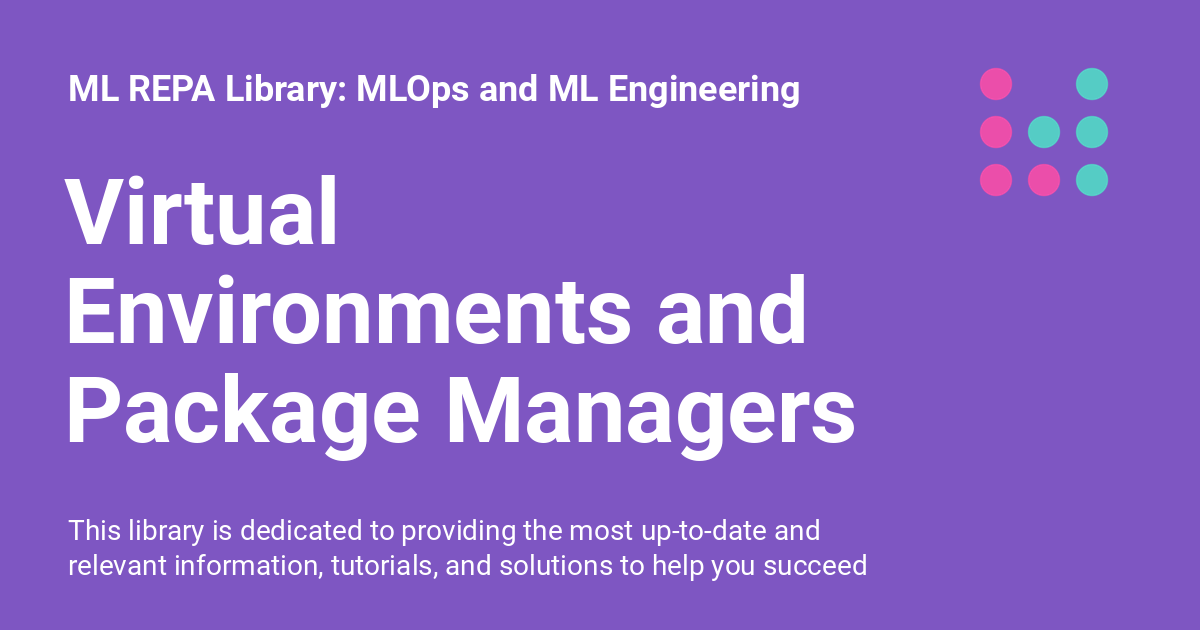 ML REPA Library: MLOps and ML Engineering
Virtual
Environments and
Package Managers
This library is dedicated to providing the most up-to-date and
relevant information, tutorials, and solutions to help you succeed